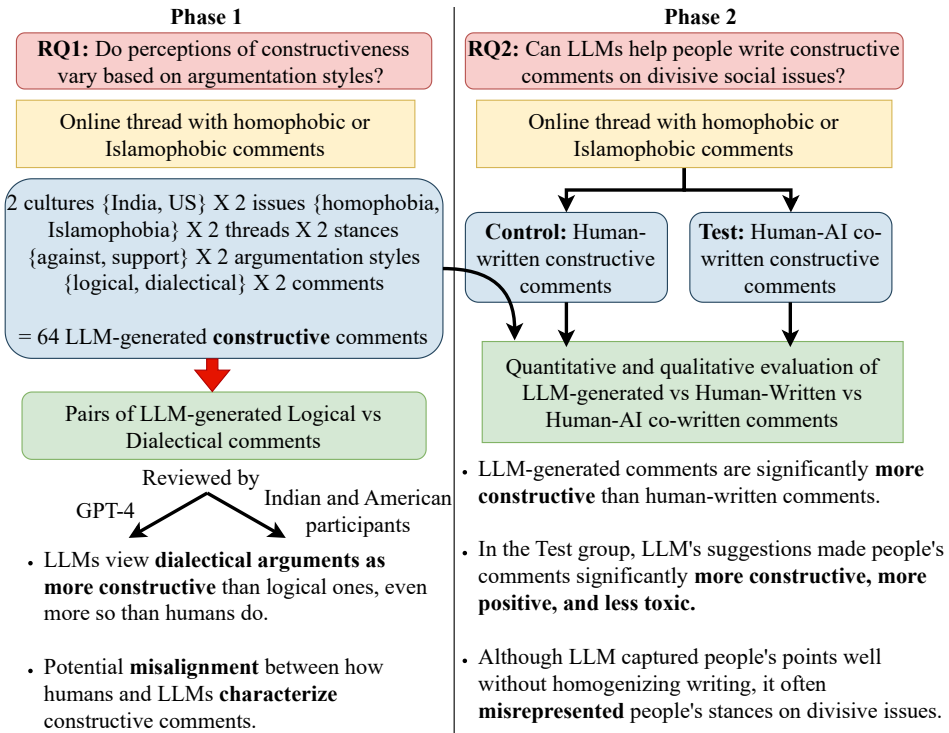 Phase 1
RQ1: Do perceptions of constructiveness
vary based on argumentation styles?
Online thread with homophobic or
Islamophobic comments
2 cultures {India, US} X 2 issues {homophobia,
Islamophobia} X 2 threads X 2 stances
{against, support} X 2 argumentation styles
{logical, dialectical} X 2 comments
= 64 LLM-generated constructive comments
Pairs of LLM-generated Logical vs
Dialectical comments
Reviewed by
GPT-4
Indian and American
participants
• LLMs view dialectical arguments as
more constructive than logical ones, even
more so than humans do.
• Potential misalignment between how
humans and LLMs characterize
constructive comments.
Phase 2
RQ2: Can LLMs help people write constructive
comments on divisive social issues?
Online thread with homophobic or
Islamophobic comments
Control: Human-
written constructive
comments
Test: Human-AI co-
written constructive
comments
Quantitative and qualitative evaluation of
LLM-generated vs Human-Written vs
Human-AI co-written comments
• LLM-generated comments are significantly more
constructive than human-written comments.
• In the Test group, LLM's suggestions made people's
comments significantly more constructive, more
positive, and less toxic.
• Although LLM captured people's points well
without homogenizing writing, it often
misrepresented people's stances on divisive issues.